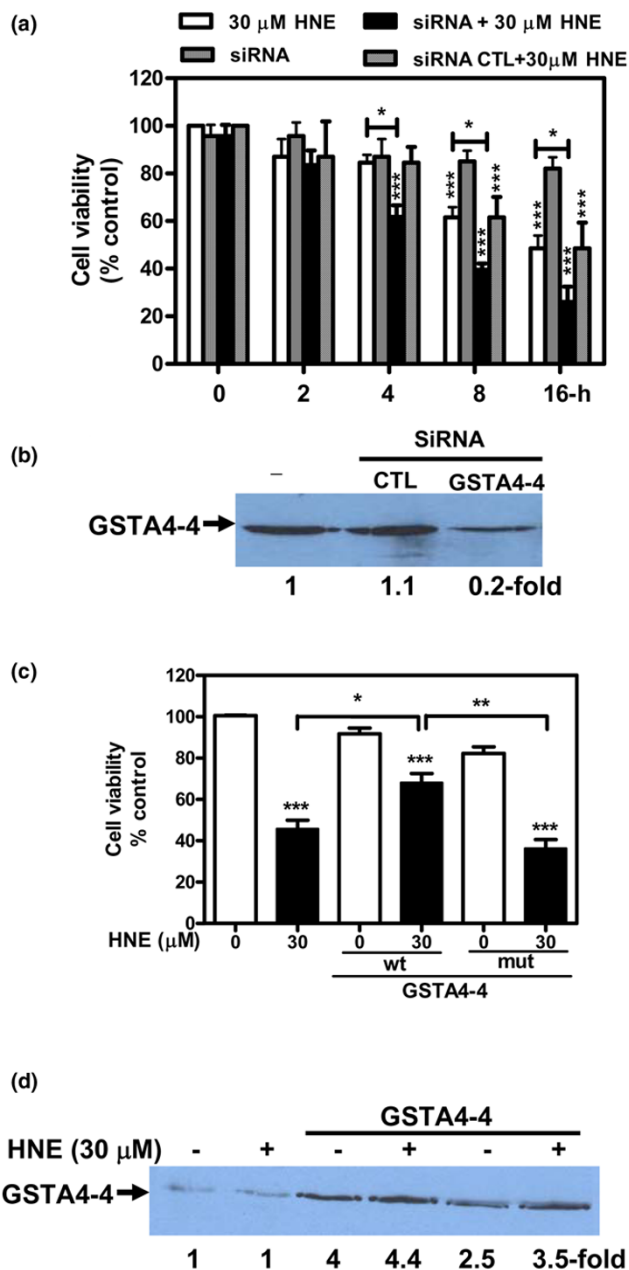 (a)
30 μM HNE siRNA + 30 μM HNE
siRNA siRNA CTL+30μM HNE
Cell viability
(% control)
120
100
80
60
40
20
0
* * *
*** *** *** *** *** *** ***
0 2 4 8 16-h
(b)
SiRNA
– CTL GSTA4-4
GSTA4-4
1 1.1 0.2-fold
(c)
Cell viability
% control
120
100
80
60
40
20
0
* **
*** *** ***
HNE (μM) 0 30 0 30 0 30
wt mut
GSTA4-4
(d)
GSTA4-4
HNE (30 μM) - + - + - +
GSTA4-4
1 1 4 4.4 2.5 3.5-fold